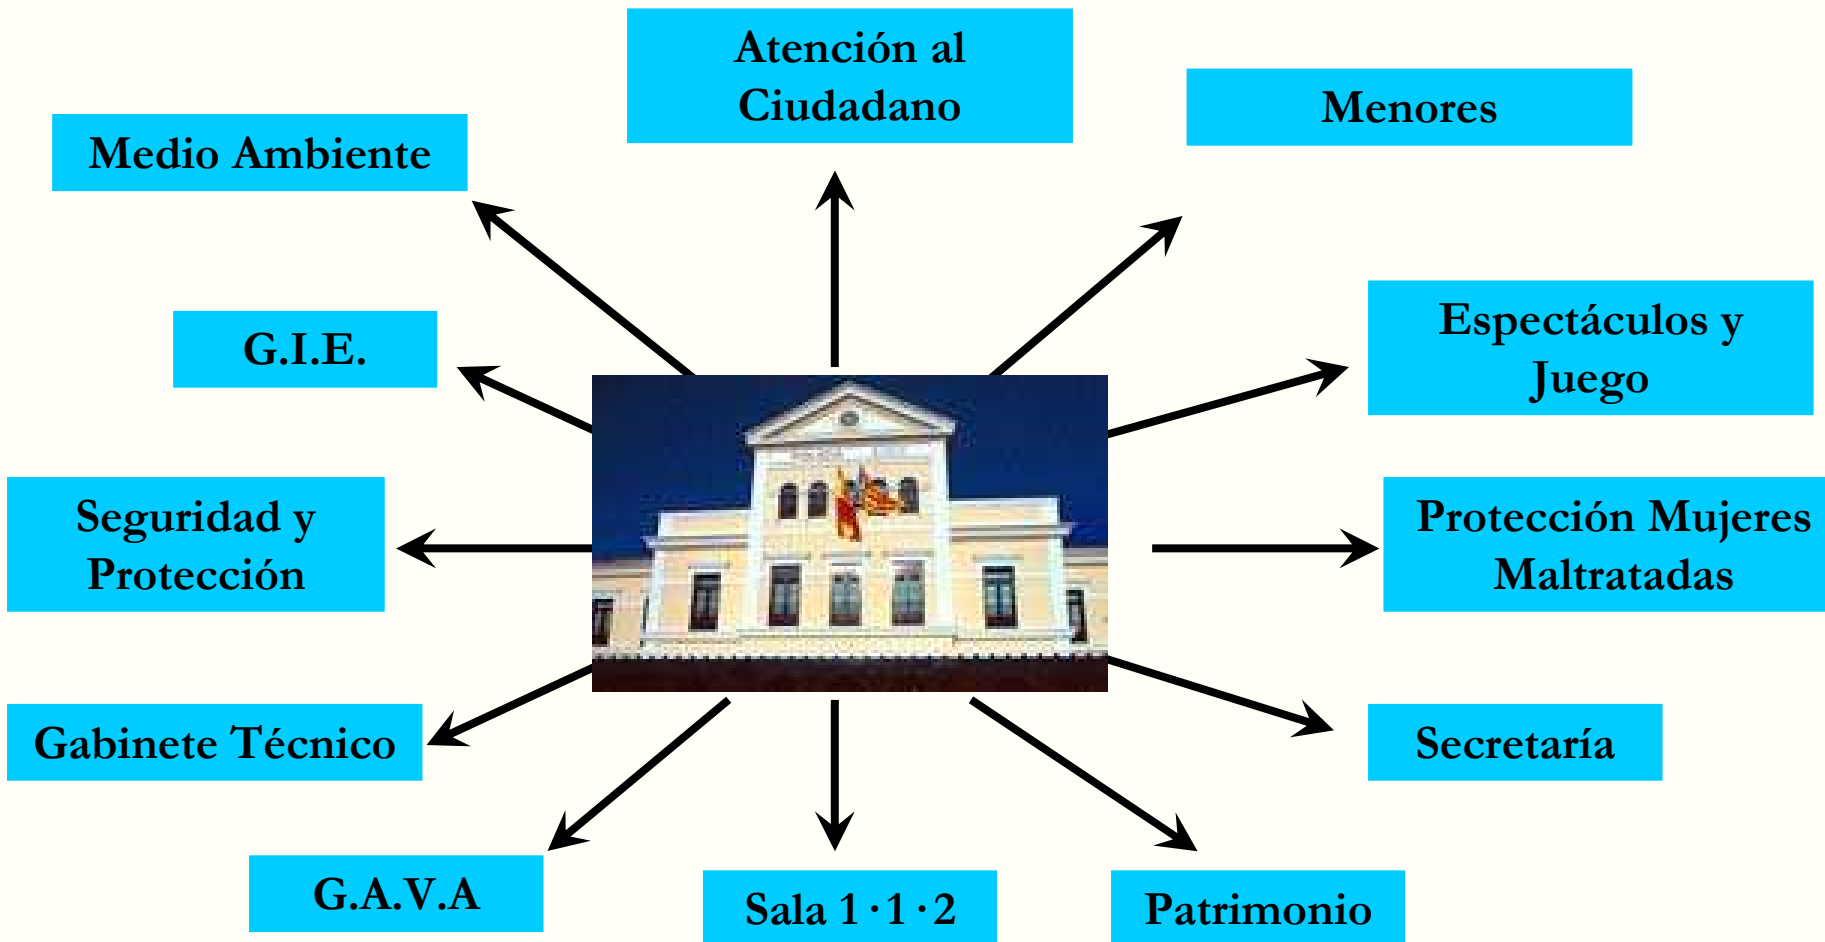 Atención al
Ciudadano
Menores
Medio Ambiente
Espectáculos y
Juego
G.I.E.
Seguridad y
Protección
Protección Mujeres
Maltratadas
Gabinete Técnico
Secretaría
G.A.V.A
Sala 1·1·2
Patrimonio